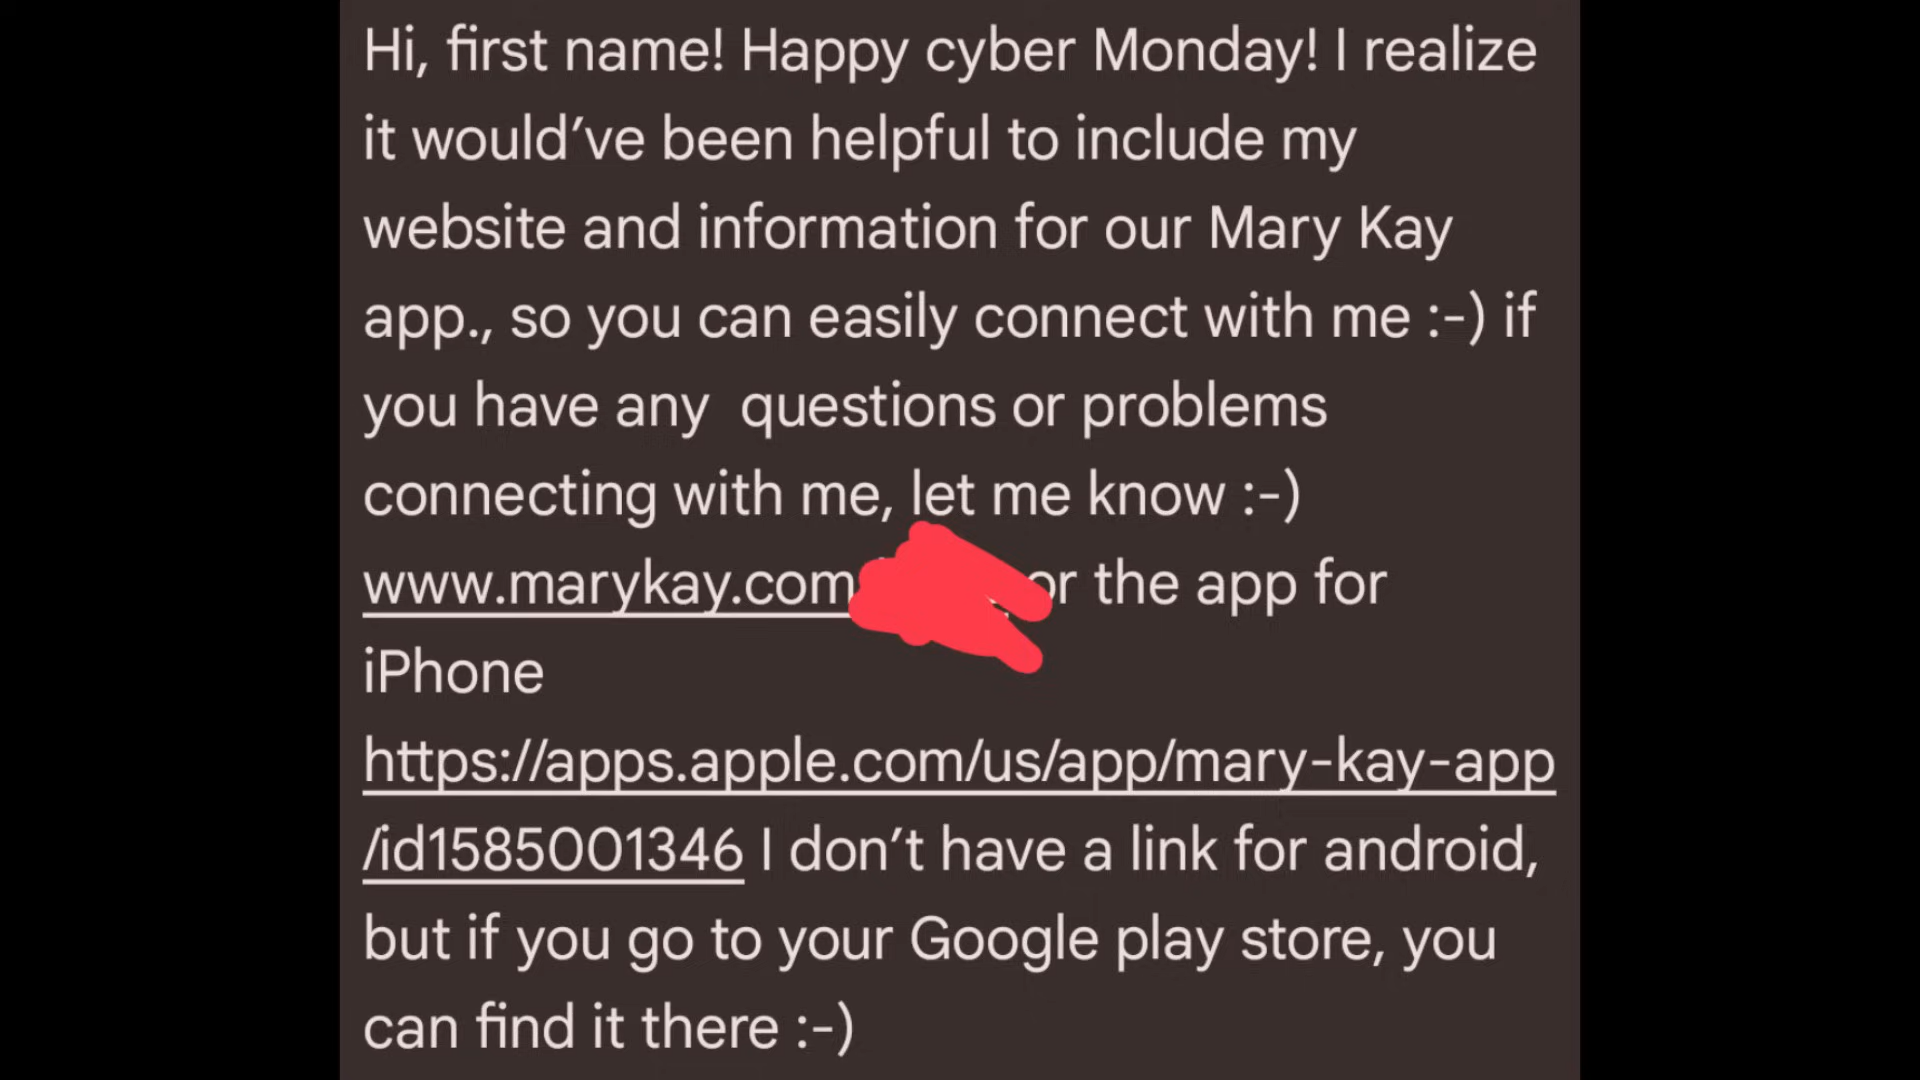 Hi, first name! Happy cyber Monday! I realize
it would’ve been helpful to include my
website and information for our Mary Kay
app., so you can easily connect with me :-) if
you have any  questions or problems
connecting with me, let me know :-)
www.marykay.com or the app for
iPhone
https://apps.apple.com/us/app/mary-kay-app
/id1585001346 I don’t have a link for android,
but if you go to your Google play store, you
can find it there :-)